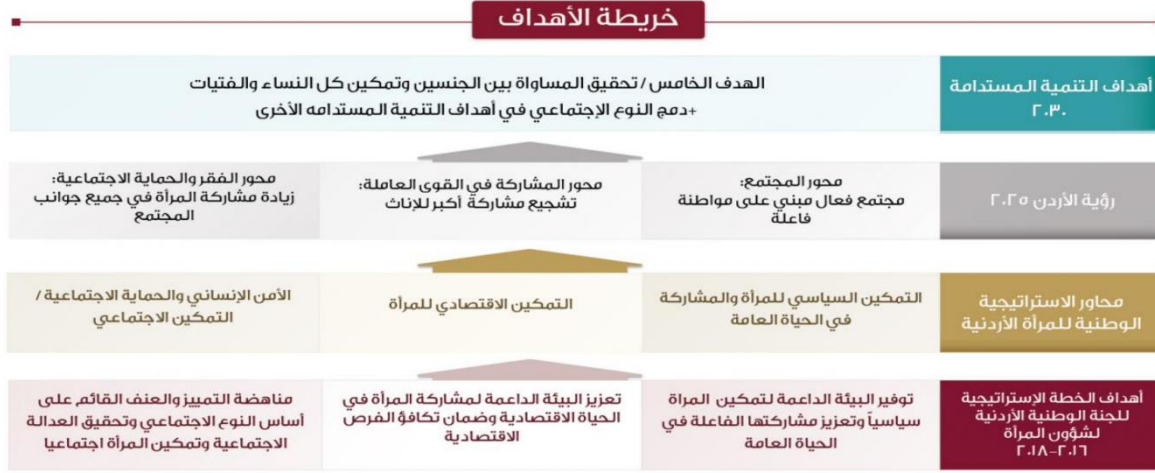 خريطة الأهداف
أهداف التنمية المستدامة
٢٠٣٠
الهدف الخامس / تحقيق المساواة بين الجنسين وتمكين كل النساء والفتيات
+دمج النوع الإجتماعي في أهداف التنمية المستدامه الأخرى
رؤية الأردن ٢٠٢٥
محور المجتمع:
مجتمع فعال مبني على مواطنة
فاعلة
محور المشاركة في القوى العاملة:
تشجيع مشاركة أكبر للإناث
محور الفقر والحماية الاجتماعية:
زيادة مشاركة المرأة في جميع جوانب
المجتمع
محاور الاستراتيجية
الوطنية للمرأة الأردنية
التمكين السياسي للمرأة والمشاركة
في الحياة العامة
التمكين الاقتصادي للمرأة
الأمن الإنساني والحماية الاجتماعية /
التمكين الاجتماعي
أهداف الخطة الإستراتيجية
للجنة الوطنية الأردنية
لشؤون المرأة
٢٠١٦-٢٠١٨
توفير البيئة الداعمة لتمكين المراة
سياسياً وتعزيز مشاركتها الفاعلة في
الحياة العامة
تعزيز البيئة الداعمة لمشاركة المرأة في
الحياة الاقتصادية وضمان تكافؤ الفرص
الاقتصادية
مناهضة التمييز والعنف القائم على
أساس النوع الاجتماعي وتحقيق العدالة
الاجتماعية وتمكين المرأة اجتماعيا